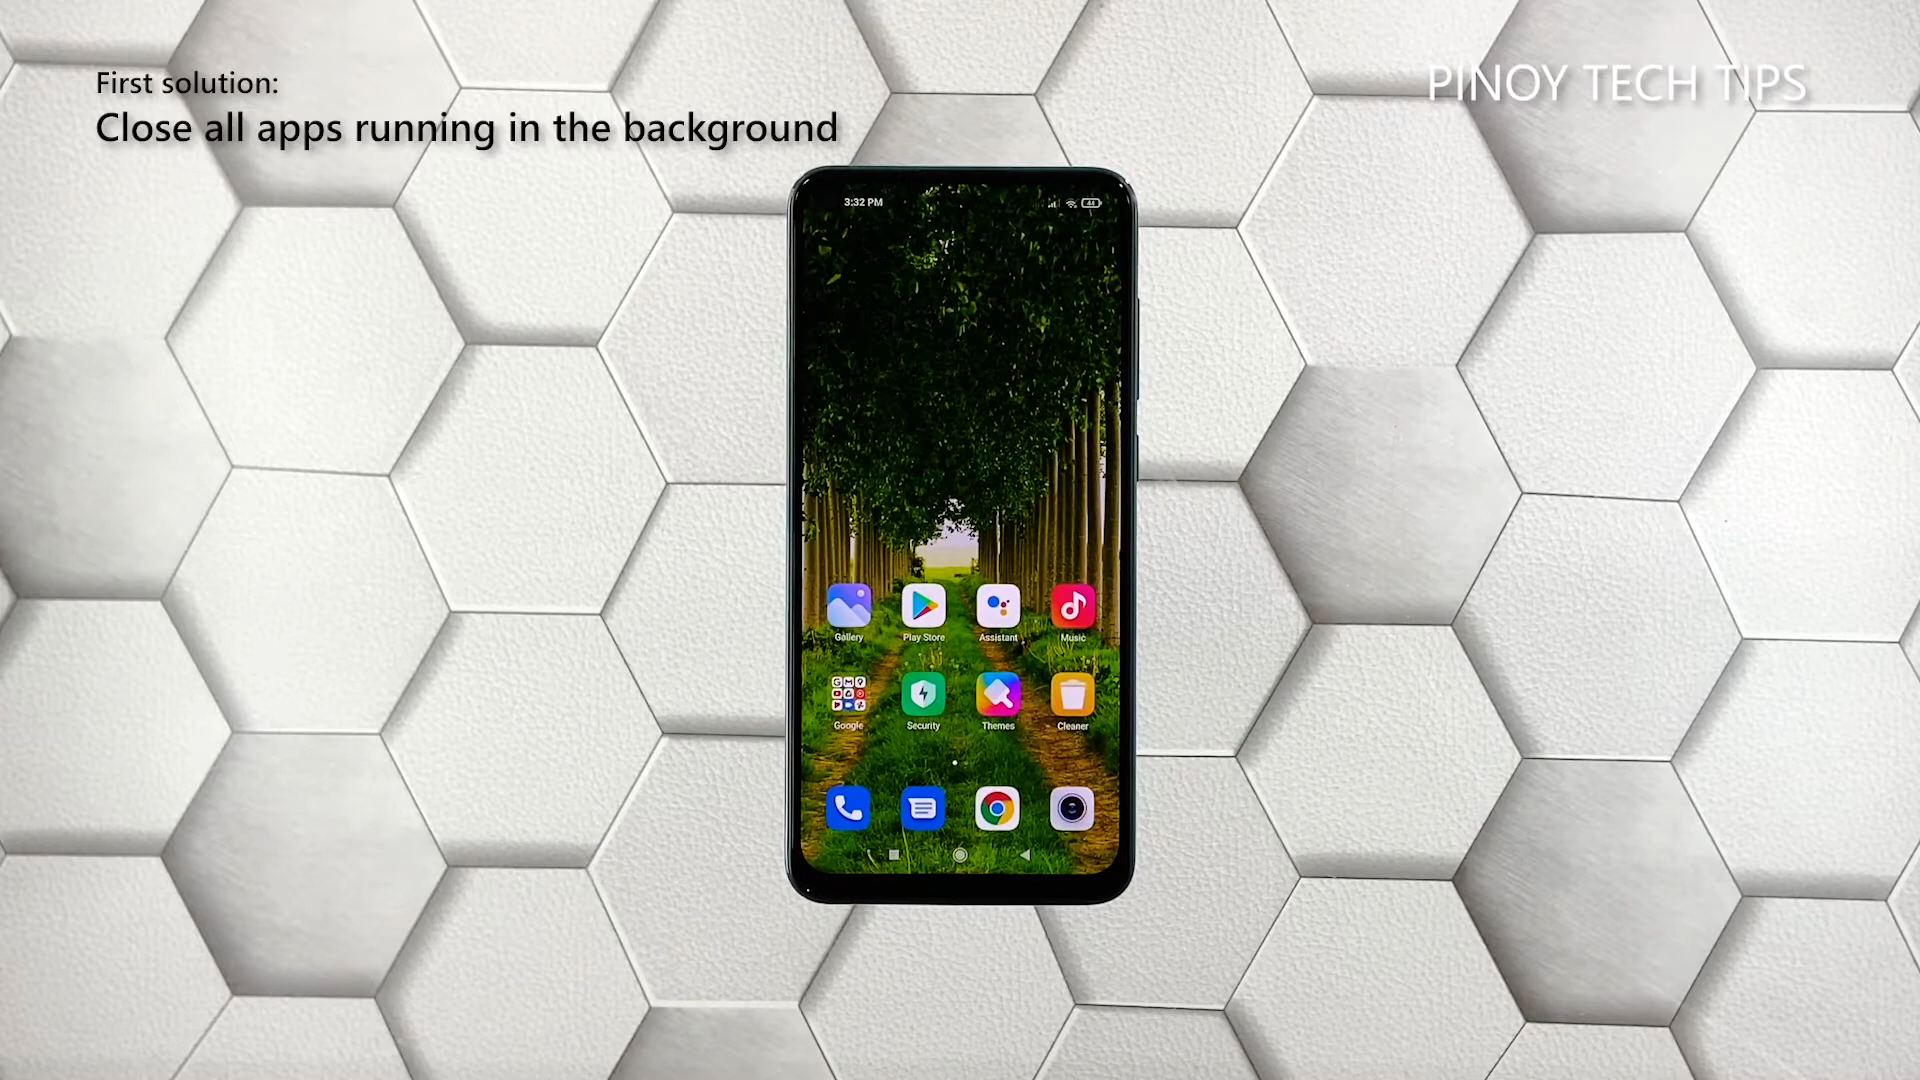 First solution:
PINOY TECH TIPS
Close all apps running in the background
3:32 PM
44
Gallery
Play Store
Assistant
Music
Google
Security
Themes
Cleaner